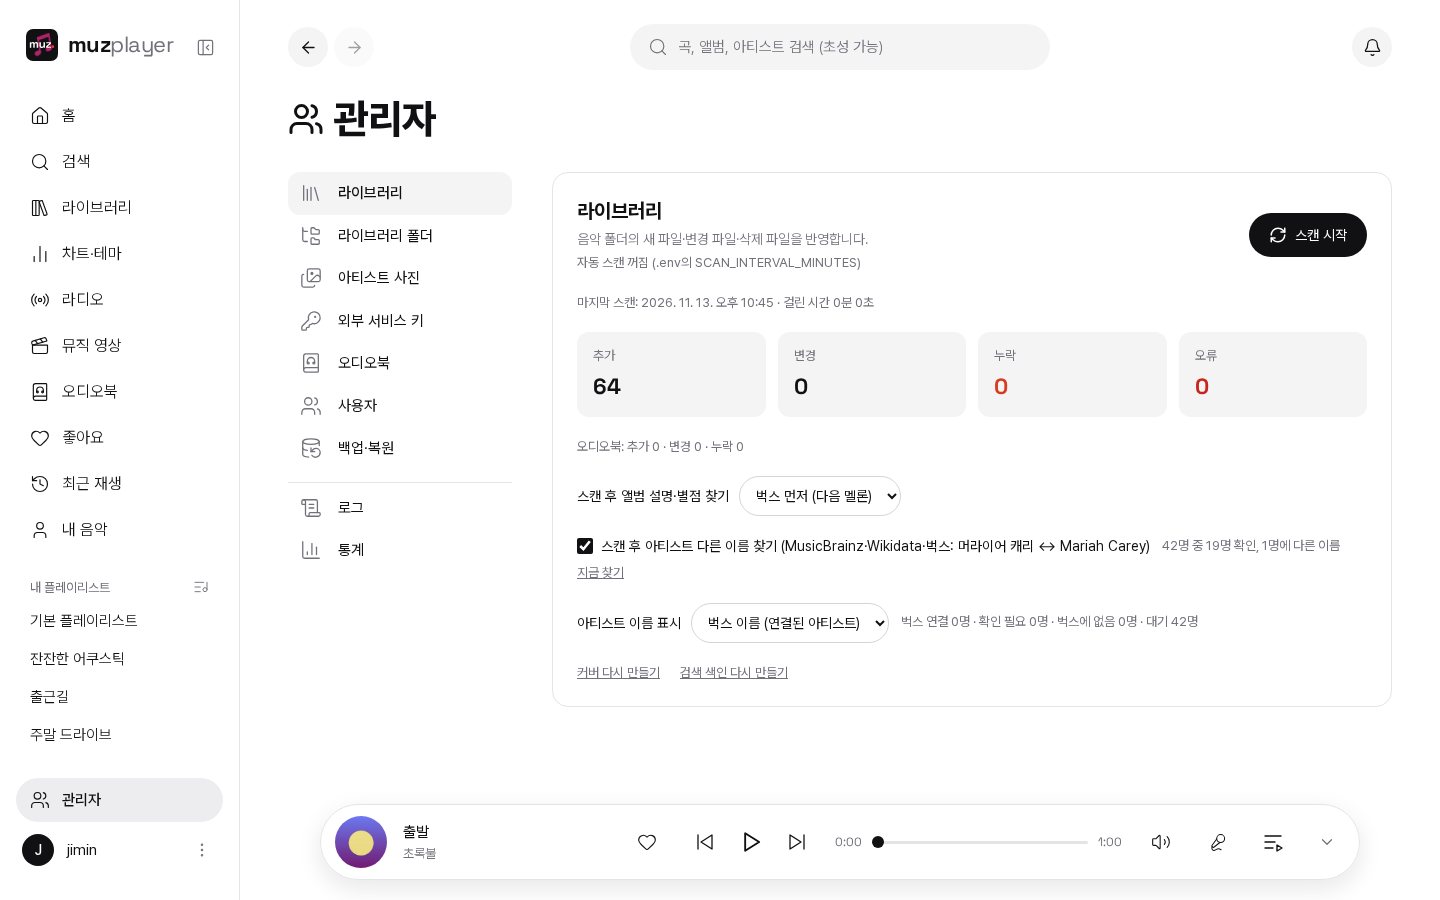 muz.
muzplayer
홈
검색
라이브러리
차트·테마
라디오
뮤직 영상
오디오북
좋아요
최근 재생
내 음악
내 플레이리스트
기본 플레이리스트
잔잔한 어쿠스틱
출근길
주말 드라이브
관리자
J
jimin
곡, 앨범, 아티스트 검색 (초성 가능)
관리자
라이브러리
라이브러리 폴더
아티스트 사진
외부 서비스 키
오디오북
사용자
백업·복원
로그
통계
라이브러리
음악 폴더의 새 파일·변경 파일·삭제 파일을 반영합니다.
자동 스캔 꺼짐 (.env의 SCAN_INTERVAL_MINUTES)
스캔 시작
마지막 스캔: 2026. 11. 13. 오후 10:45 · 걸린 시간 0분 0초
추가
64
변경
0
누락
0
오류
0
오디오북: 추가 0 · 변경 0 · 누락 0
스캔 후 앨범 설명·별점 찾기 벅스 먼저 (다음 멜론)
스캔 후 아티스트 다른 이름 찾기 (MusicBrainz·Wikidata·벅스: 머라이어 캐리 ↔ Mariah Carey) 42명 중 19명 확인, 1명에 다른 이름
지금 찾기
아티스트 이름 표시 벅스 이름 (연결된 아티스트) 벅스 연결 0명 · 확인 필요 0명 · 벅스에 없음 0명 · 대기 42명
커버 다시 만들기 검색 색인 다시 만들기
출발
초록불
0:00
1:00